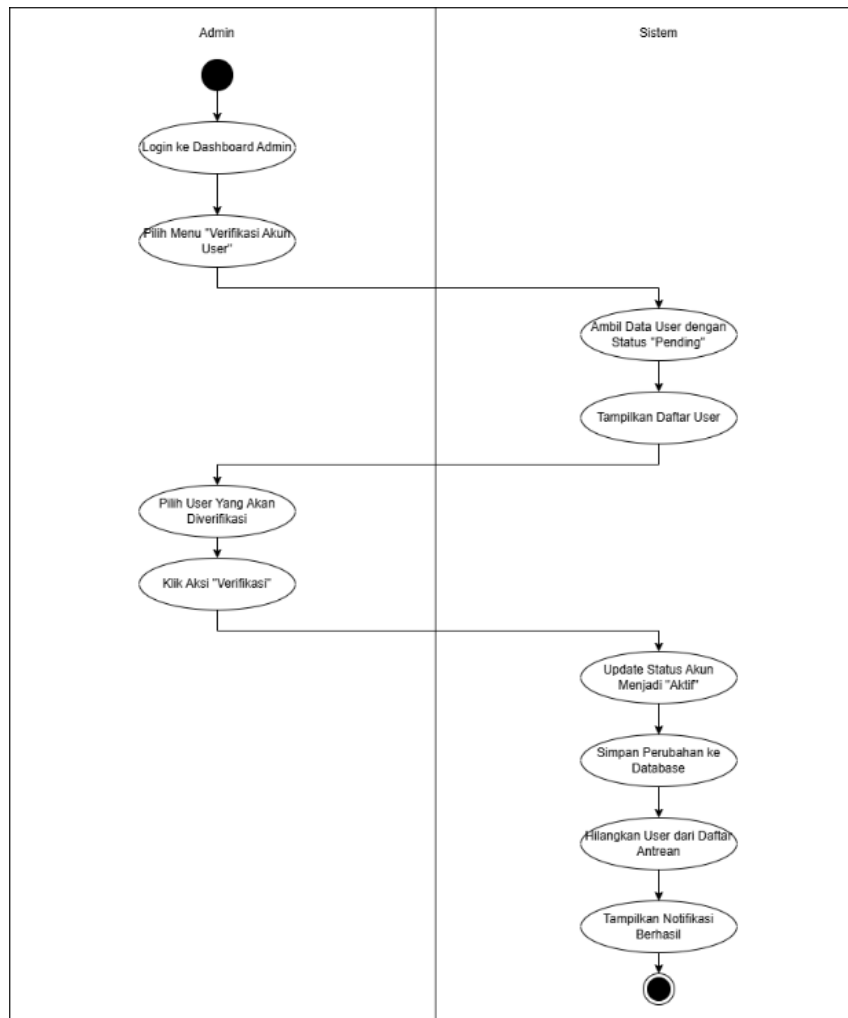 Admin
Sistem
Login ke Dashboard Admin
Pilih Menu "Verifikasi Akun
User"
Ambil Data User dengan
Status "Pending"
Tampilkan Daftar User
Pilih User Yang Akan
Diverifikasi
Klik Aksi "Verifikasi"
Update Status Akun
Menjadi "Aktif"
Simpan Perubahan ke
Database
Hilangkan User dari Daftar
Antrean
Tampilkan Notifikasi
Berhasil